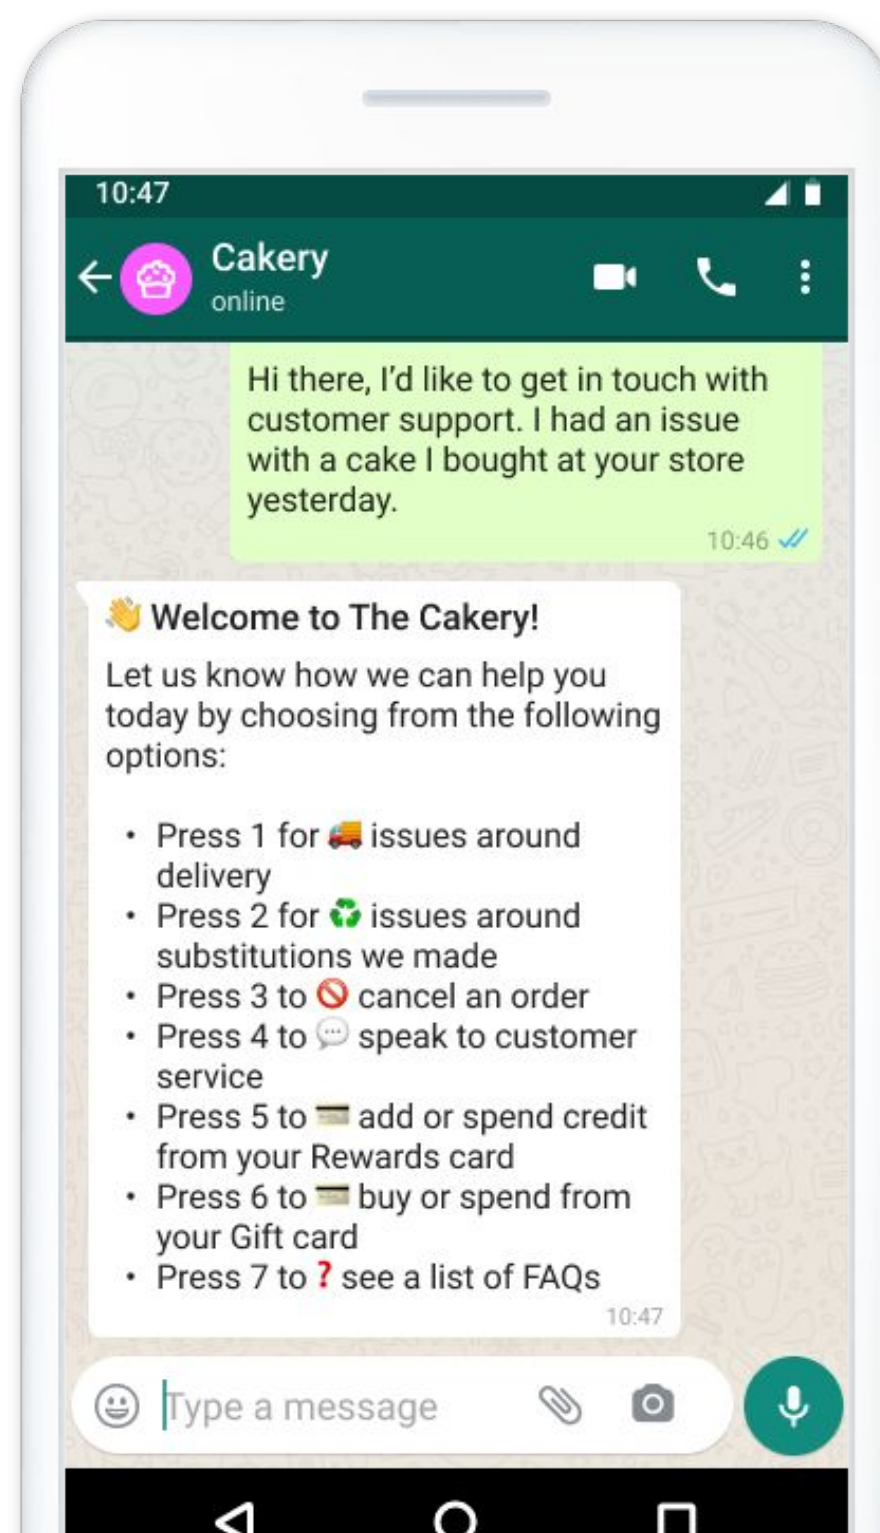 10:47
Cakery
online
Hi there, I’d like to get in touch with
customer support. I had an issue
with a cake I bought at your store
yesterday.
10:46
👋 Welcome to The Cakery!
Let us know how we can help you
today by choosing from the following
options:
• Press 1 for 🚚 issues around
delivery
• Press 2 for ♻️ issues around
substitutions we made
• Press 3 to 🚫 cancel an order
• Press 4 to 💬 speak to customer
service
• Press 5 to 💳 add or spend credit
from your Rewards card
• Press 6 to 💳 buy or spend from
your Gift card
• Press 7 to ❓ see a list of FAQs
10:47
Type a message